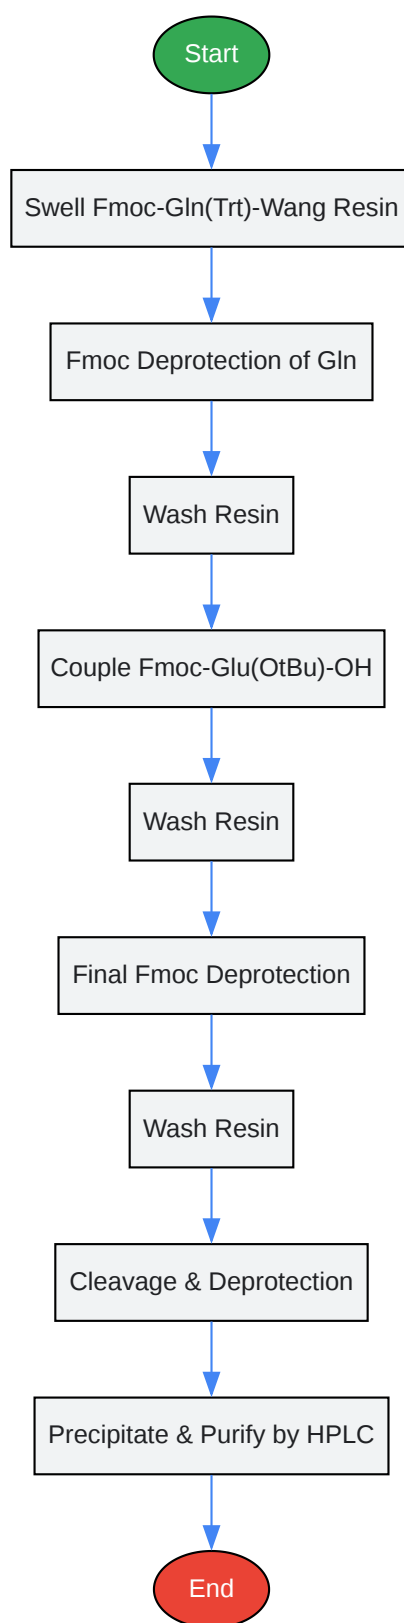 Start
Swell Fmoc-Gln(Trt)-Wang Resin
Fmoc Deprotection of Gln
Wash Resin
Couple Fmoc-Glu(OtBu)-OH
Wash Resin
Final Fmoc Deprotection
Wash Resin
Cleavage & Deprotection
Precipitate & Purify by HPLC
End